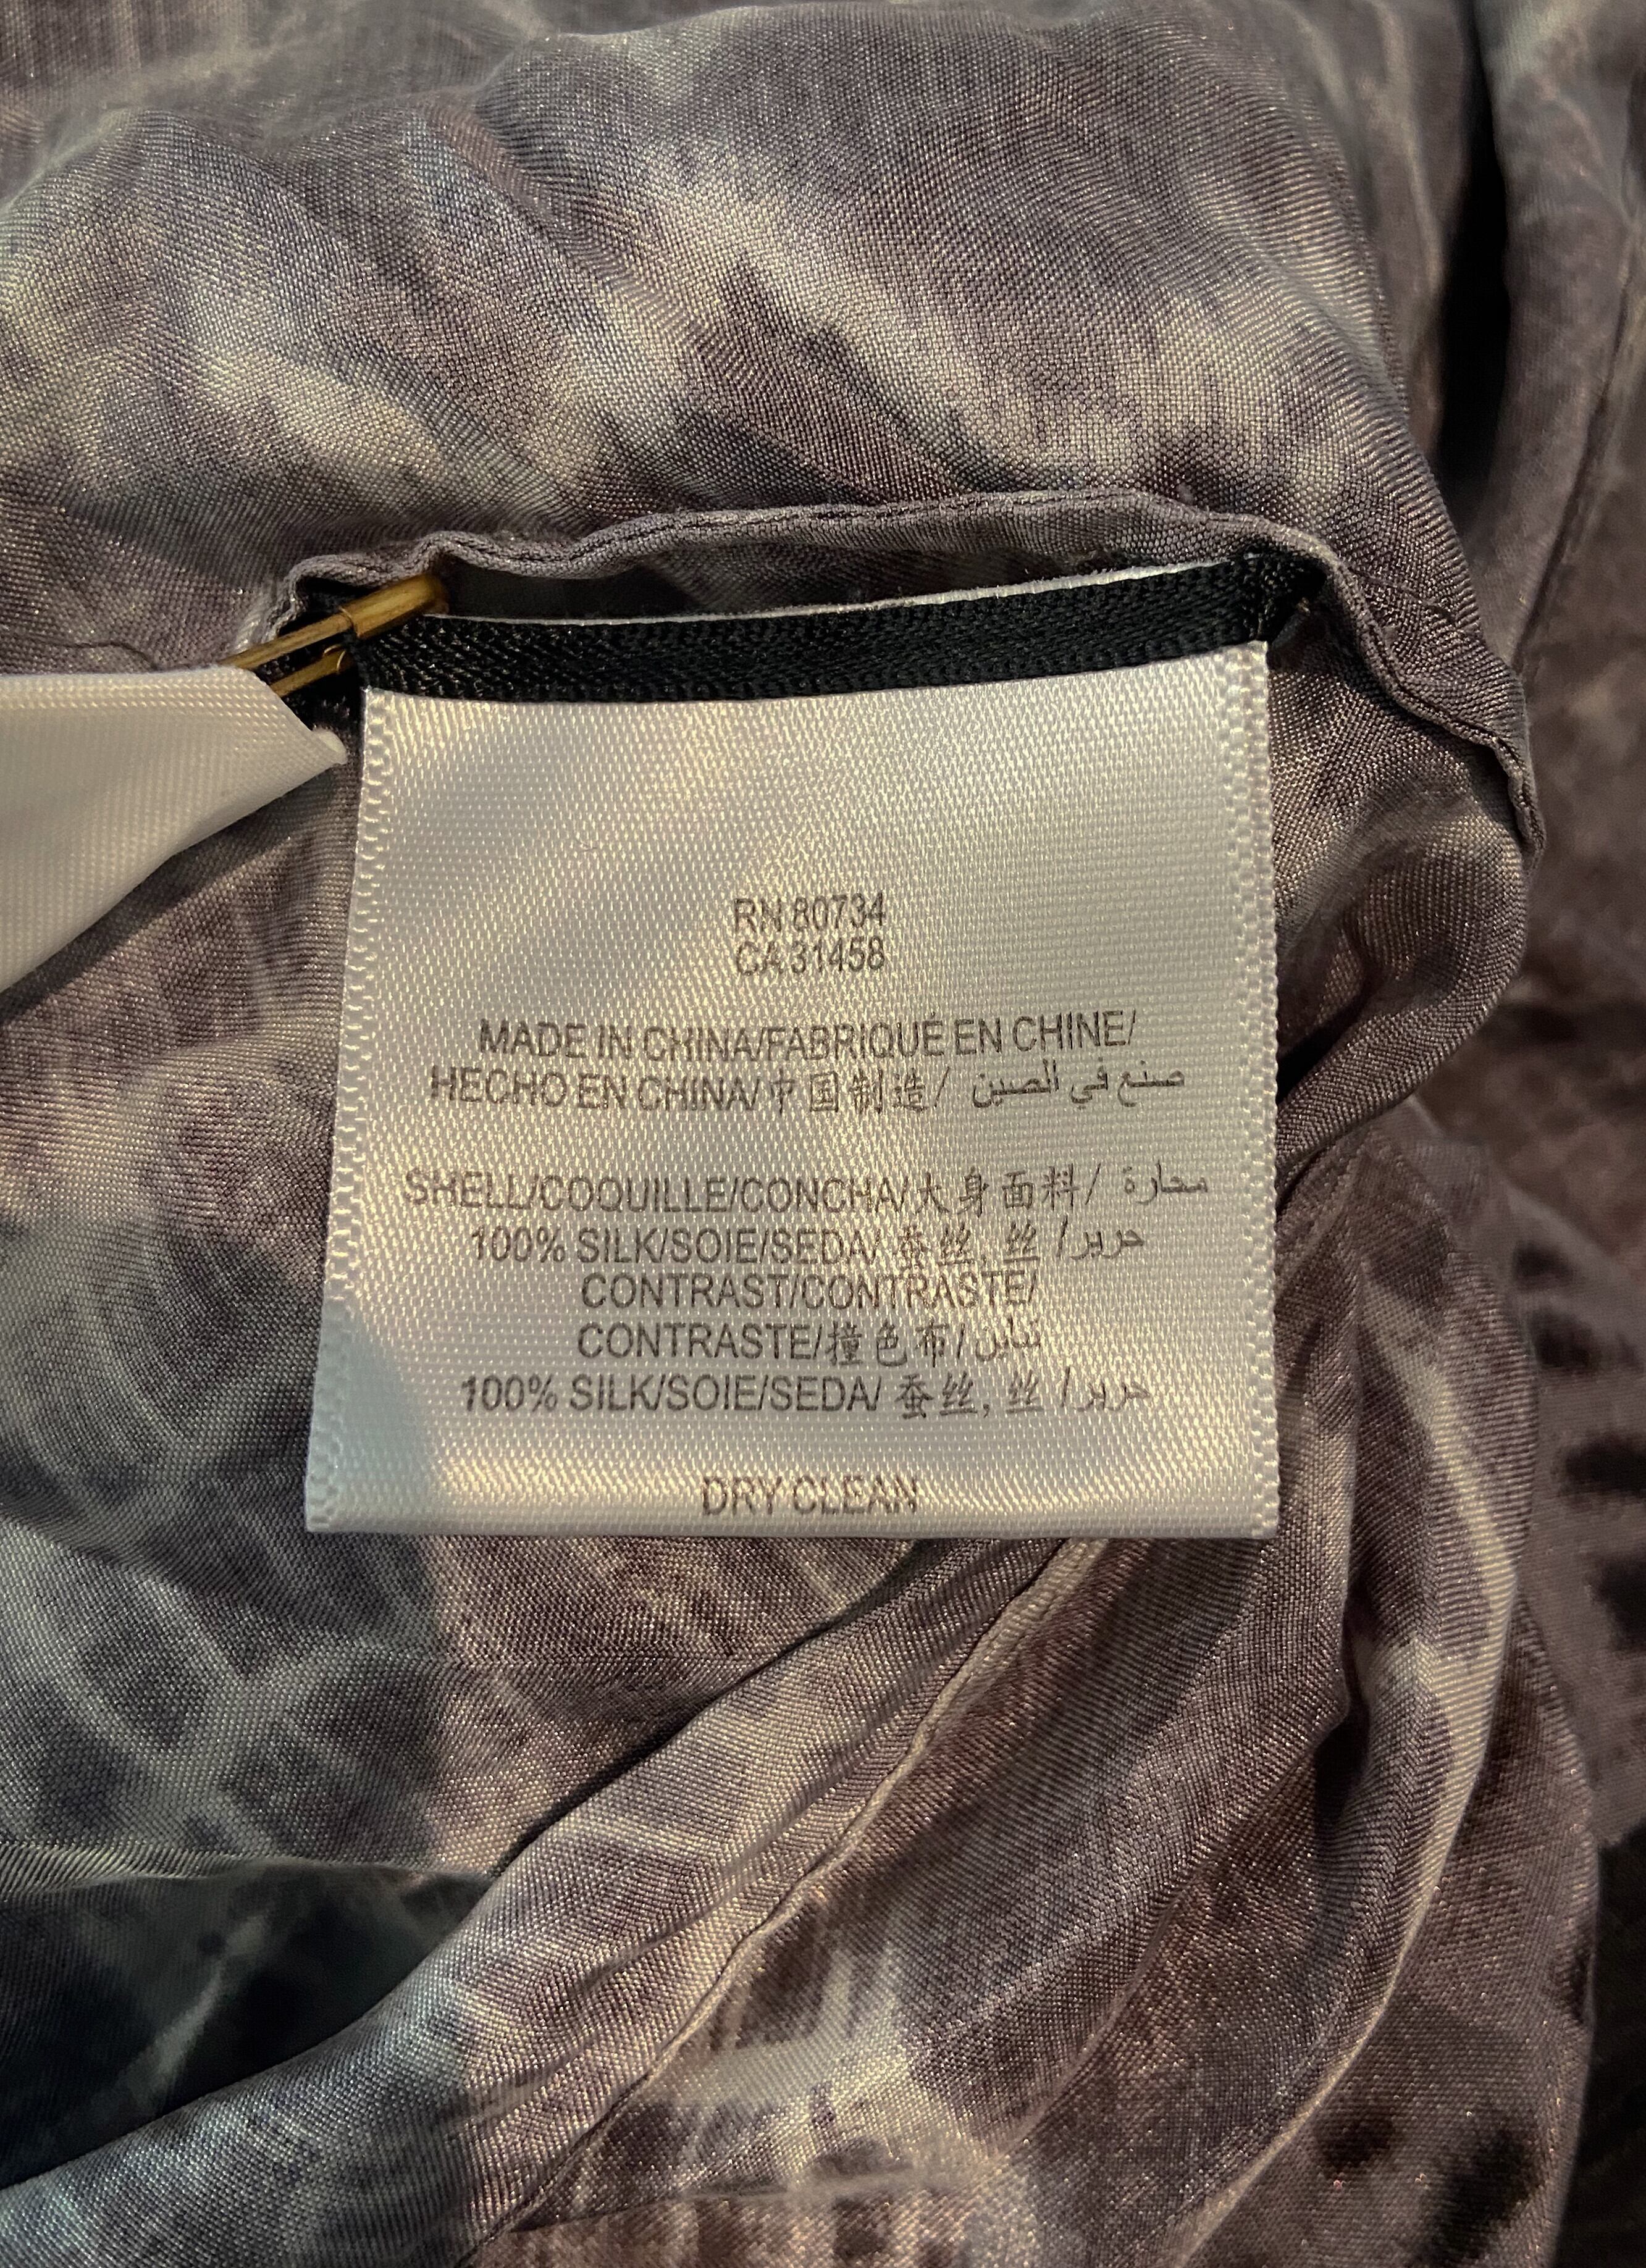 RN 80734
CA 31458
MADE IN CHINA/FABRIQUÉ EN CHINE/
HECHO EN CHINA/中国制造/ صنع في الصين
SHELL/COQUILLE/CONCHA/大身面料/ محارة
100% SILK/SOIE/SEDA/ 蚕丝, 丝 /حرير
CONTRAST/CONTRASTE/
CONTRASTE/撞色布/ تباين
100% SILK/SOIE/SEDA/ 蚕丝, 丝 /حرير
DRY CLEAN